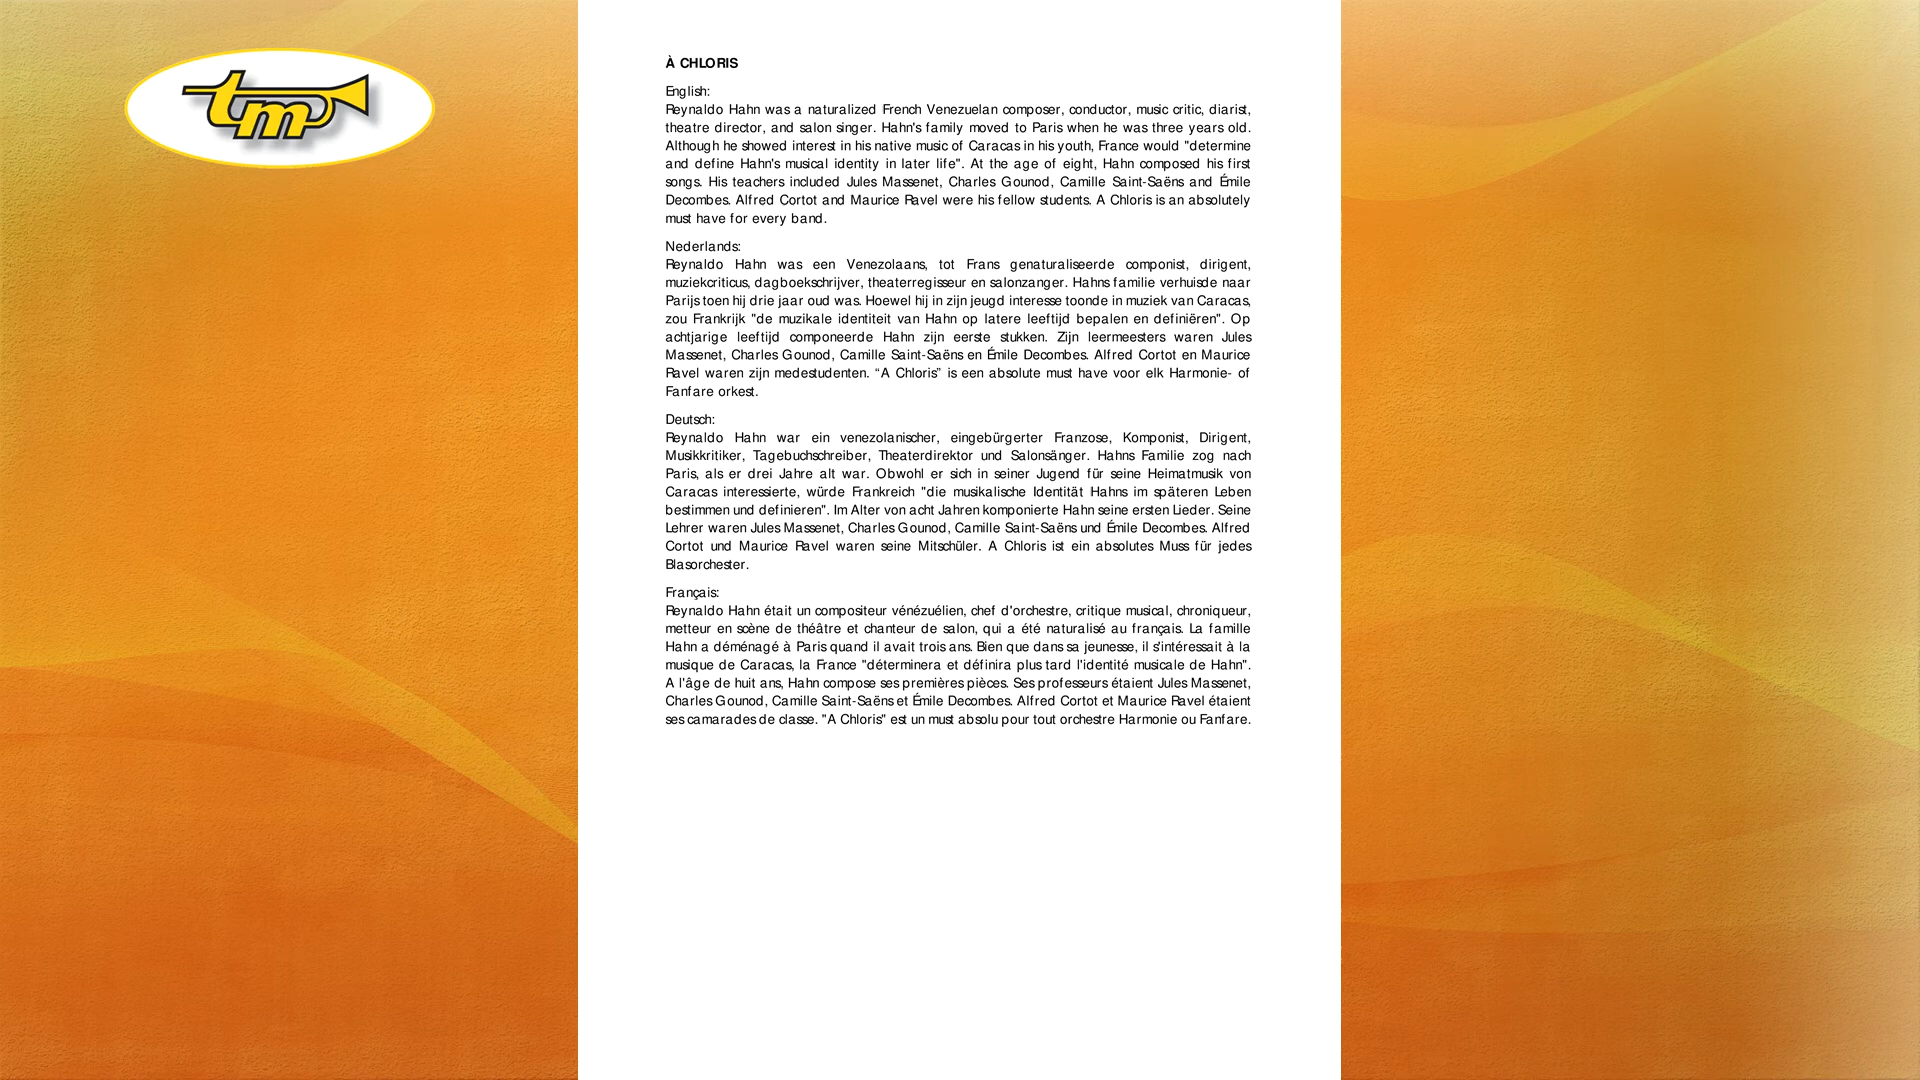 tm
À CHLORIS
English:
Reynaldo Hahn was a naturalized French Venezuelan composer, conductor, music critic, diarist,
theatre director, and salon singer. Hahn's family moved to Paris when he was three years old.
Although he showed interest in his native music of Caracas in his youth, France would "determine
and define Hahn's musical identity in later life". At the age of eight, Hahn composed his first
songs. His teachers included Jules Massenet, Charles Gounod, Camille Saint-Saëns and Émile
Decombes. Alfred Cortot and Maurice Ravel were his fellow students. A Chloris is an absolutely
must have for every band.
Nederlands:
Reynaldo Hahn was een Venezolaans, tot Frans genaturaliseerde componist, dirigent,
muziekcriticus, dagboekschrijver, theaterregisseur en salonzanger. Hahns familie verhuisde naar
Parijs toen hij drie jaar oud was. Hoewel hij in zijn jeugd interesse toonde in muziek van Caracas,
zou Frankrijk "de muzikale identiteit van Hahn op latere leeftijd bepalen en definiëren". Op
achtjarige leeftijd componeerde Hahn zijn eerste stukken. Zijn leermeesters waren Jules
Massenet, Charles Gounod, Camille Saint-Saëns en Émile Decombes. Alfred Cortot en Maurice
Ravel waren zijn medestudenten. “A Chloris” is een absolute must have voor elk Harmonie- of
Fanfare orkest.
Deutsch:
Reynaldo Hahn war ein venezolanischer, eingebürgerter Franzose, Komponist, Dirigent,
Musikkritiker, Tagebuchschreiber, Theaterdirektor und Salonsänger. Hahns Familie zog nach
Paris, als er drei Jahre alt war. Obwohl er sich in seiner Jugend für seine Heimatmusik von
Caracas interessierte, würde Frankreich "die musikalische Identität Hahns im späteren Leben
bestimmen und definieren". Im Alter von acht Jahren komponierte Hahn seine ersten Lieder. Seine
Lehrer waren Jules Massenet, Charles Gounod, Camille Saint-Saëns und Émile Decombes. Alfred
Cortot und Maurice Ravel waren seine Mitschüler. A Chloris ist ein absolutes Muss für jedes
Blasorchester.
Français:
Reynaldo Hahn était un compositeur vénézuélien, chef d'orchestre, critique musical, chroniqueur,
metteur en scène de théâtre et chanteur de salon, qui a été naturalisé au français. La famille
Hahn a déménagé à Paris quand il avait trois ans. Bien que dans sa jeunesse, il s'intéressait à la
musique de Caracas, la France "déterminera et définira plus tard l'identité musicale de Hahn".
A l'âge de huit ans, Hahn compose ses premières pièces. Ses professeurs étaient Jules Massenet,
Charles Gounod, Camille Saint-Saëns et Émile Decombes. Alfred Cortot et Maurice Ravel étaient
ses camarades de classe. "A Chloris" est un must absolu pour tout orchestre Harmonie ou Fanfare.